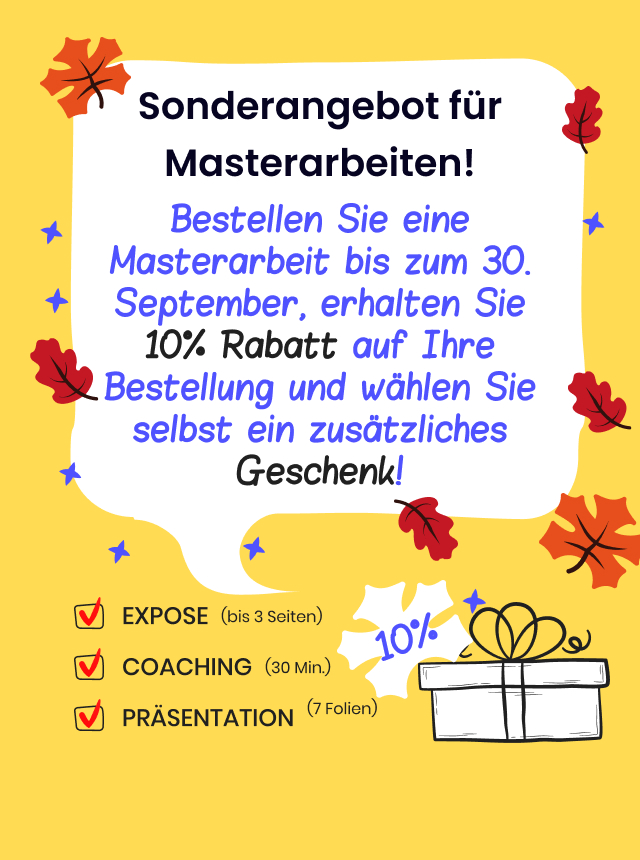 Sonderangebot für
Masterarbeiten!
Bestellen Sie eine
Masterarbeit bis zum 30.
September, erhalten Sie
10% Rabatt auf Ihre
Bestellung und wählen Sie
selbst ein zusätzliches
Geschenk!
EXPOSE (bis 3 Seiten)
10%
COACHING (30 Min.)
PRÄSENTATION (7 Folien)